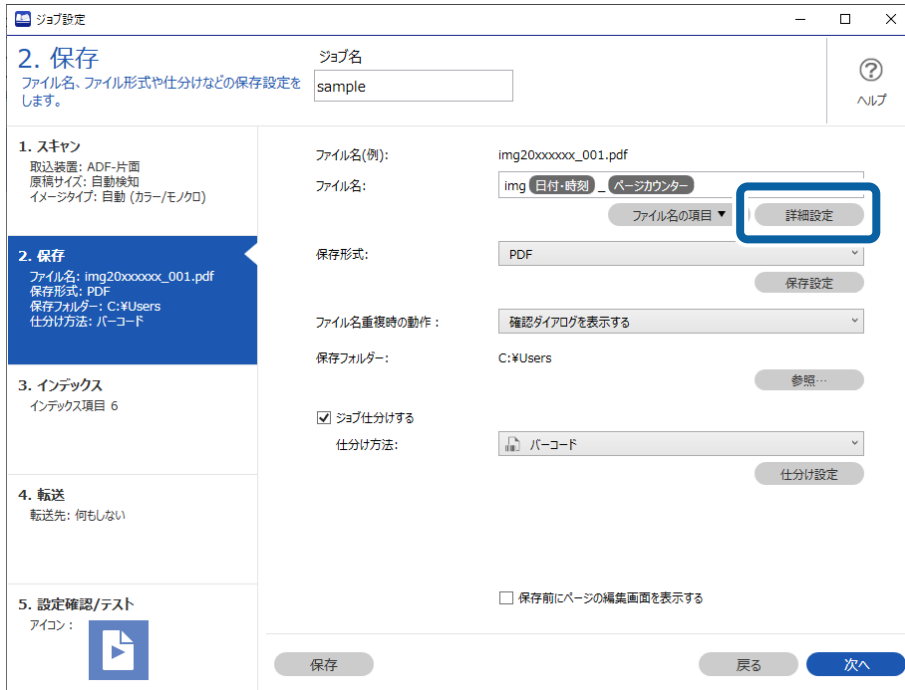 ジョブ設定
2. 保存
ファイル名、ファイル形式や仕分けなどの保存設定を
します。
ジョブ名
sample
ヘルプ
1. スキャン
取込装置: ADF-片面
原稿サイズ: 自動検知
イメージタイプ: 自動 (カラー/モノクロ)
2. 保存
ファイル名: img20xxxxxx_001.pdf
保存形式: PDF
保存フォルダー: C:¥Users
仕分け方法: バーコード
3. インデックス
インデックス項目 6
4. 転送
転送先: 何もしない
5. 設定確認/テスト
アイコン :
ファイル名(例): img20xxxxxx_001.pdf
ファイル名: img 日付・時刻 _ ページカウンター
ファイル名の項目 ▼ 詳細設定
保存形式: PDF
保存設定
ファイル名重複時の動作 : 確認ダイアログを表示する
保存フォルダー: C:¥Users
参照…
ジョブ仕分けする
仕分け方法: バーコード
仕分け設定
保存前にページの編集画面を表示する
保存 戻る 次へ